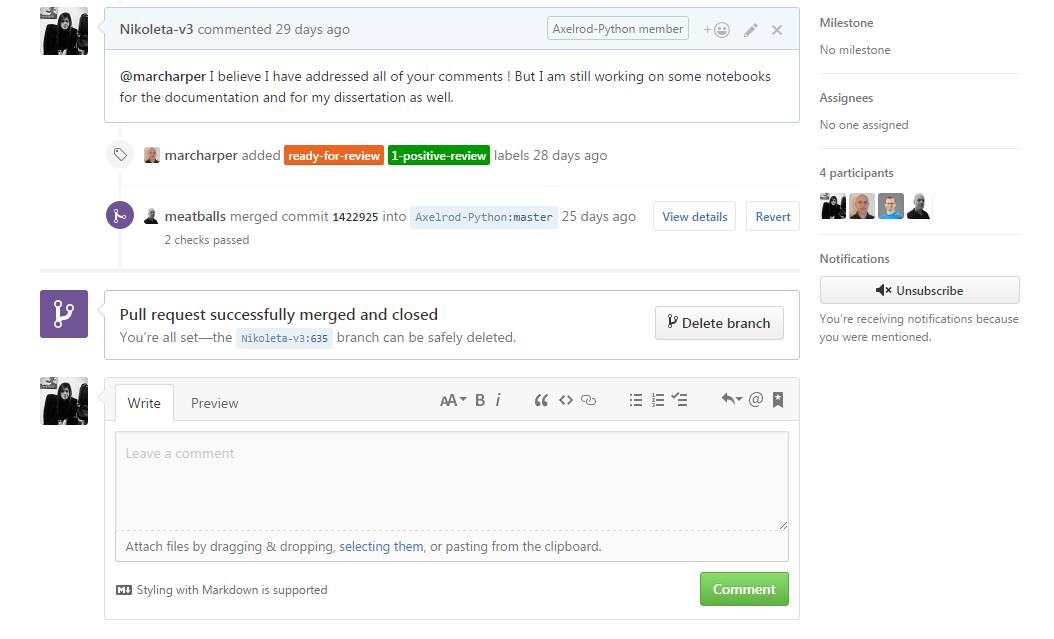 Nikoleta-v3 commented 29 days ago
Axelrod-Python member
@marcharper I believe I have addressed all of your comments ! But I am still working on some notebooks
for the documentation and for my dissertation as well.
marcharper added ready-for-review 1-positive-review labels 28 days ago
meatballs merged commit 1422925 into Axelrod-Python:master 25 days ago
View details
Revert
2 checks passed
Pull request successfully merged and closed
You're all set—the Nikoleta-v3:635 branch can be safely deleted.
Delete branch
Write
Preview
AA B i
Leave a comment
Attach files by dragging & dropping, selecting them, or pasting from the clipboard.
Styling with Markdown is supported
Comment
Milestone
No milestone
Assignees
No one assigned
4 participants
Notifications
Unsubscribe
You're receiving notifications because
you were mentioned.